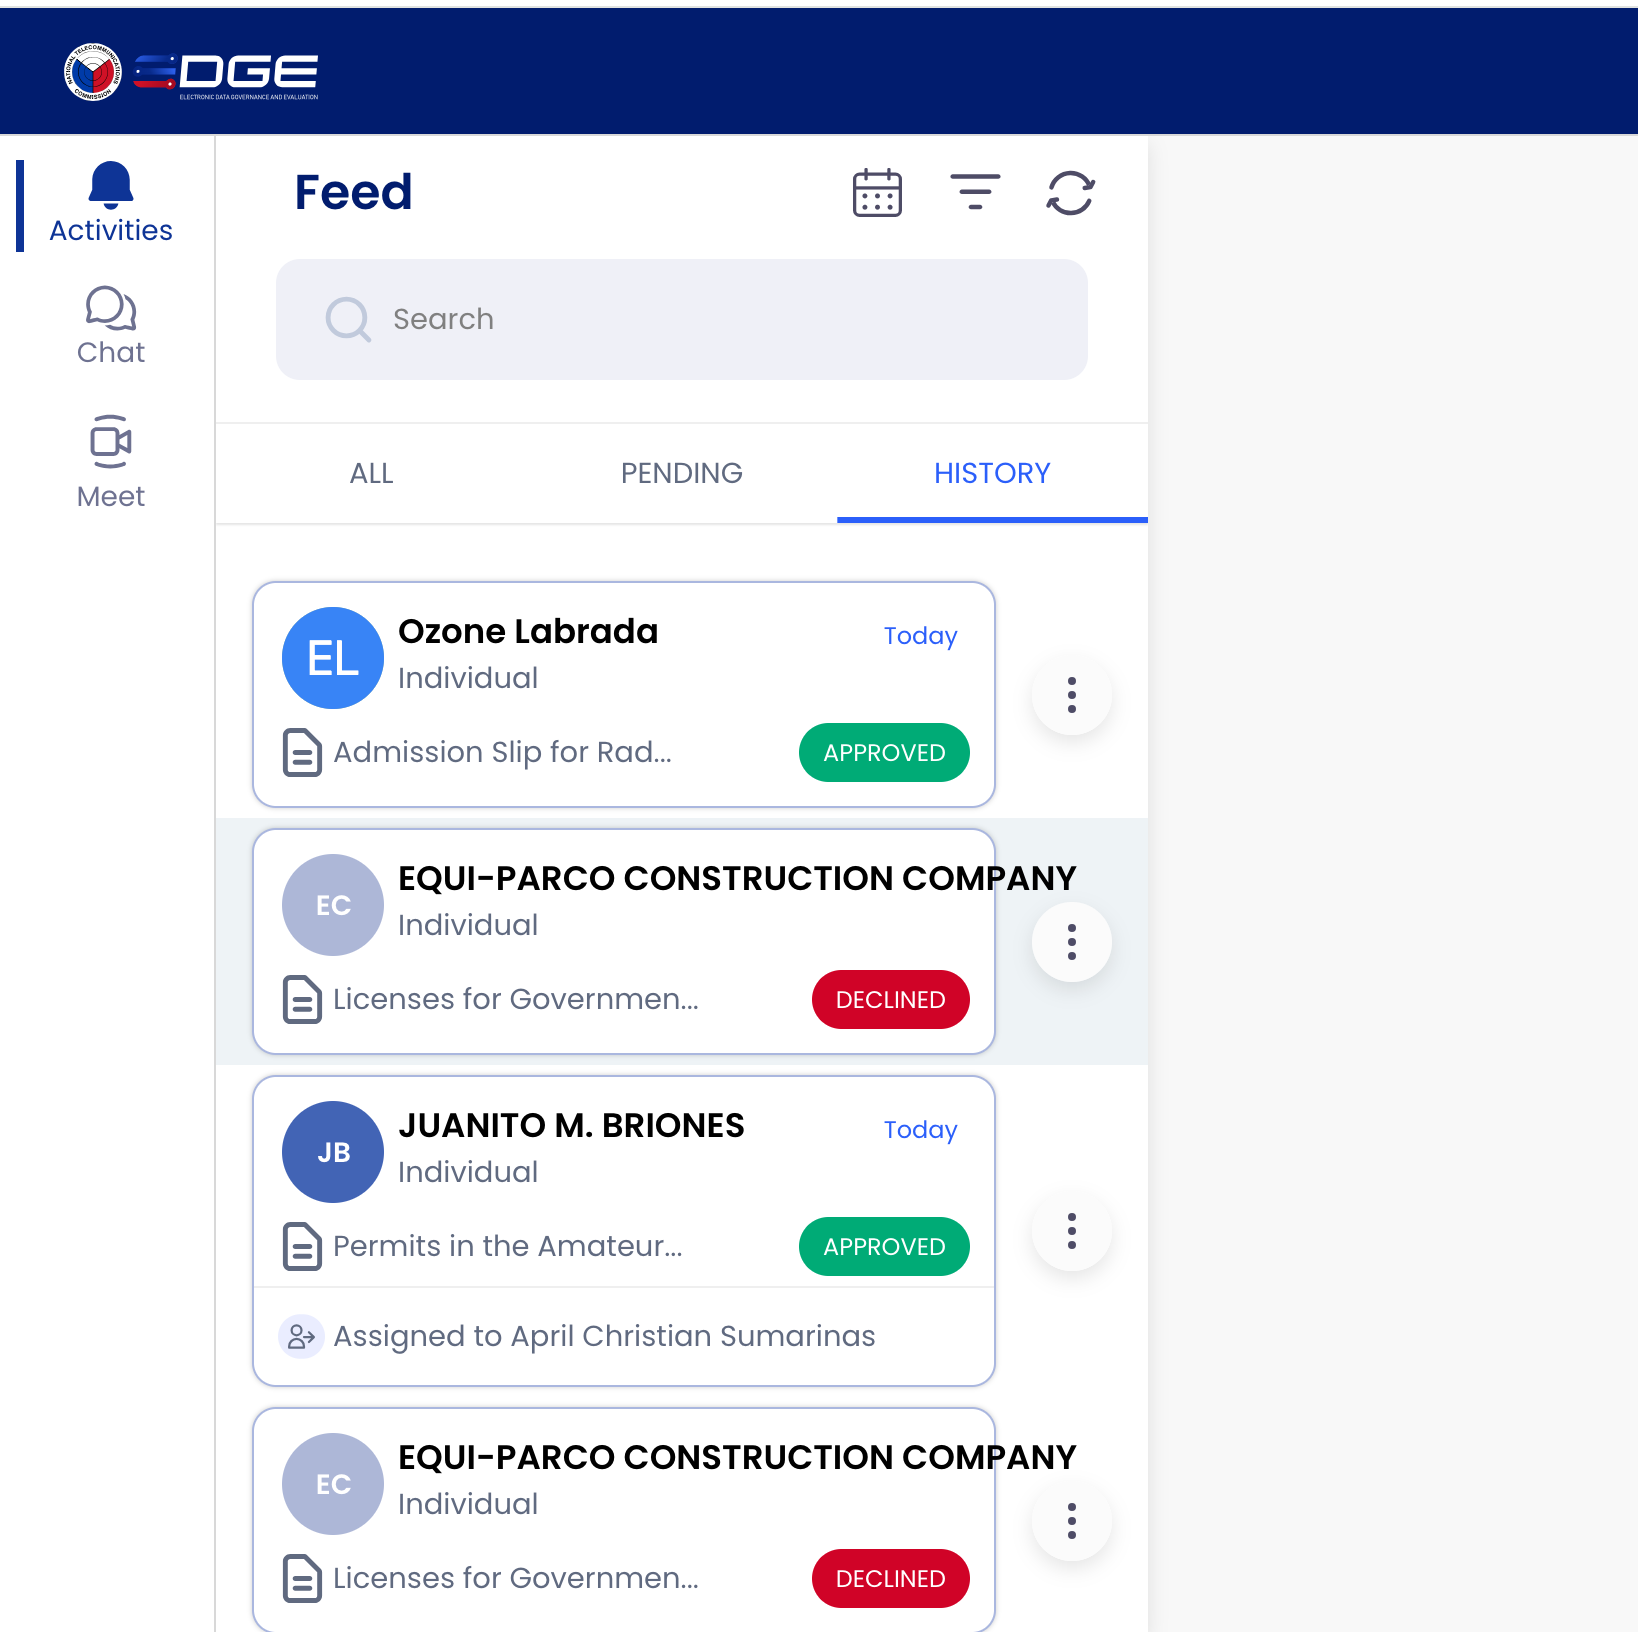 NATIONAL TELECOMMUNICATIONS
COMMISSION
EDGE
ELECTRONIC DATA GOVERNANCE AND EVALUATION
Activities
Chat
Meet
Feed
Search
ALL PENDING HISTORY
Ozone Labrada Today
EL
Individual
Admission Slip for Rad... APPROVED
EQUI-PARCO CONSTRUCTION COMPANY
EC
Individual
Licenses for Governmen... DECLINED
JUANITO M. BRIONES Today
JB
Individual
Permits in the Amateur... APPROVED
Assigned to April Christian Sumarinas
EQUI-PARCO CONSTRUCTION COMPANY
EC
Individual
Licenses for Governmen... DECLINED